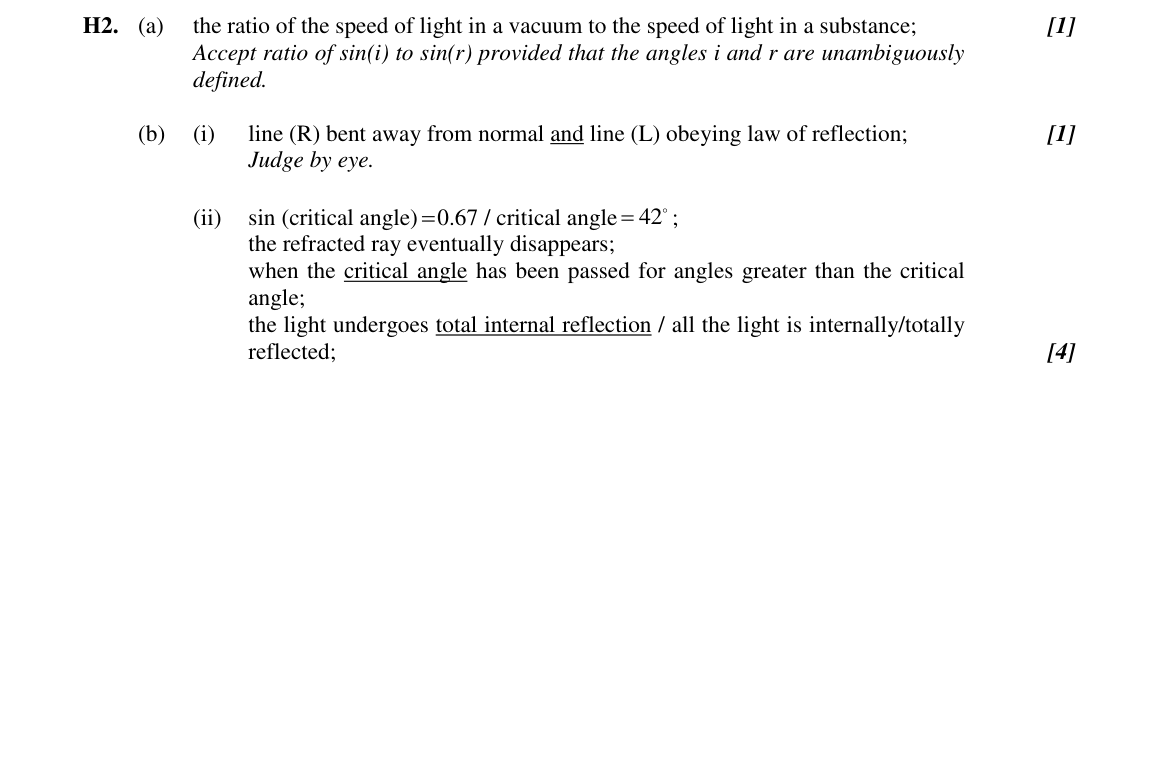 H2. (a) the ratio of the speed of light in a vacuum to the speed of light in a substance; [1]
Accept ratio of sin(i) to sin(r) provided that the angles i and r are unambiguously
defined.
(b) (i) line (R) bent away from normal and line (L) obeying law of reflection; [1]
Judge by eye.
(ii) sin (critical angle)=0.67 / critical angle=42°;
the refracted ray eventually disappears;
when the critical angle has been passed for angles greater than the critical
angle;
the light undergoes total internal reflection / all the light is internally/totally
reflected; [4]